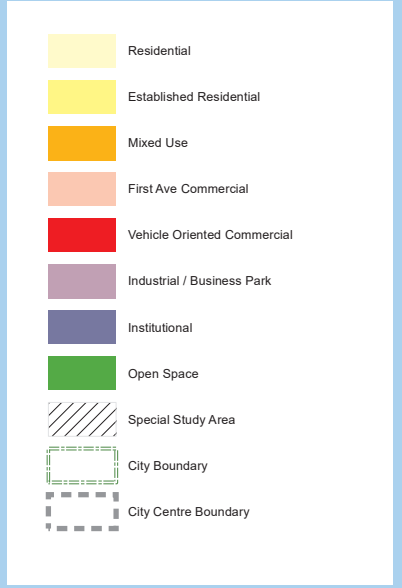 Residential
Established Residential
Mixed Use
First Ave Commercial
Vehicle Oriented Commercial
Industrial / Business Park
Institutional
Open Space
Special Study Area
City Boundary
City Centre Boundary